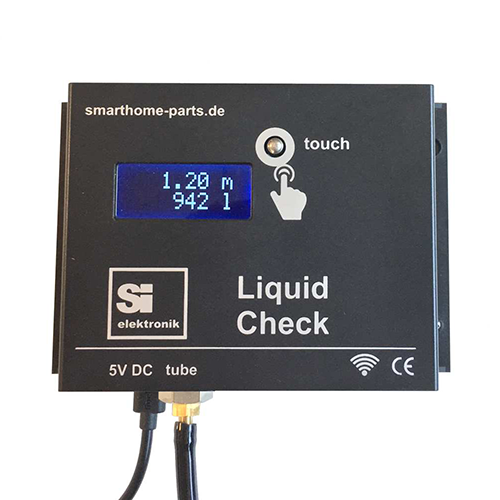 smarthome-parts.de
touch
1.20 m
942 l
Si
elektronik
Liquid
Check
5V DC tube
CE